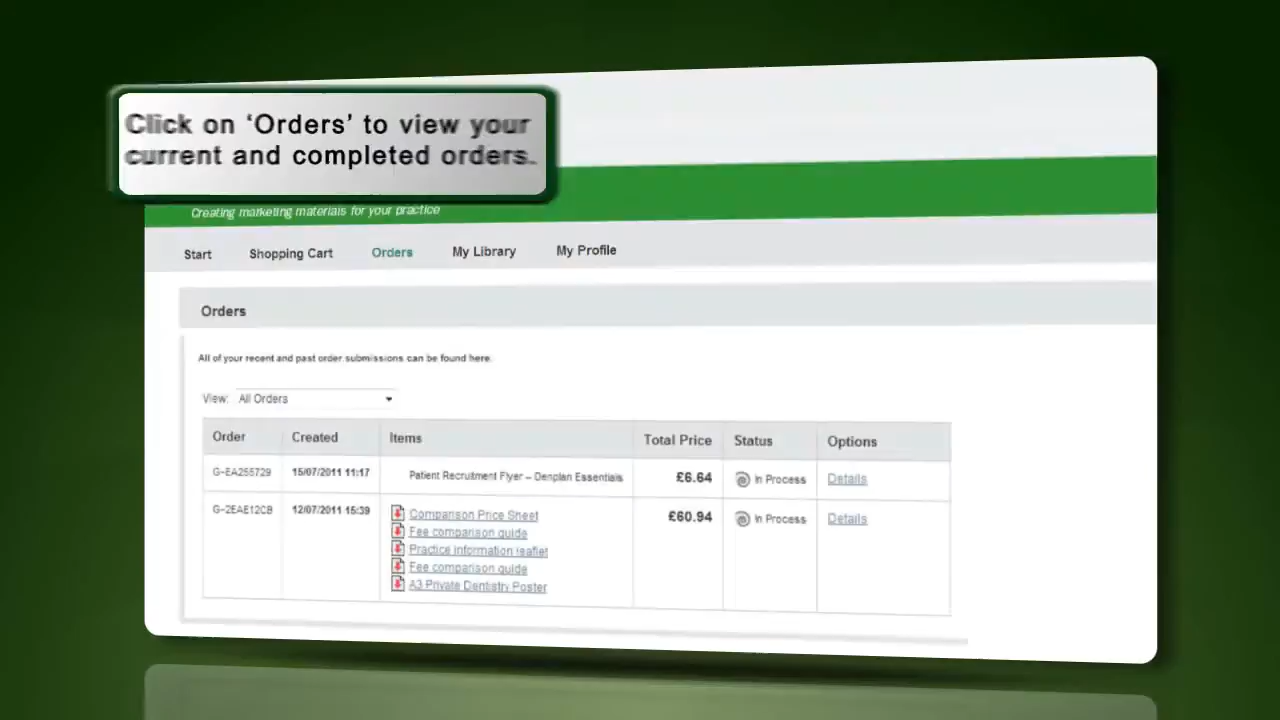 Click on ‘Orders’ to view your
current and completed orders.
Creating marketing materials for your practice
Start Shopping Cart Orders My Library My Profile
Orders
All of your recent and past order submissions can be found here.
View: All Orders
Order Created Items Total Price Status Options
G-EA255729 15/07/2011 11:17 Patient Recruitment Flyer – Denplan Essentials £6.64 In Process Details
G-2EAE12CB 12/07/2011 15:39 Comparison Price Sheet £60.94 In Process Details
Fee comparison guide
Practice information leaflet
Fee comparison guide
A3 Private Dentistry Poster